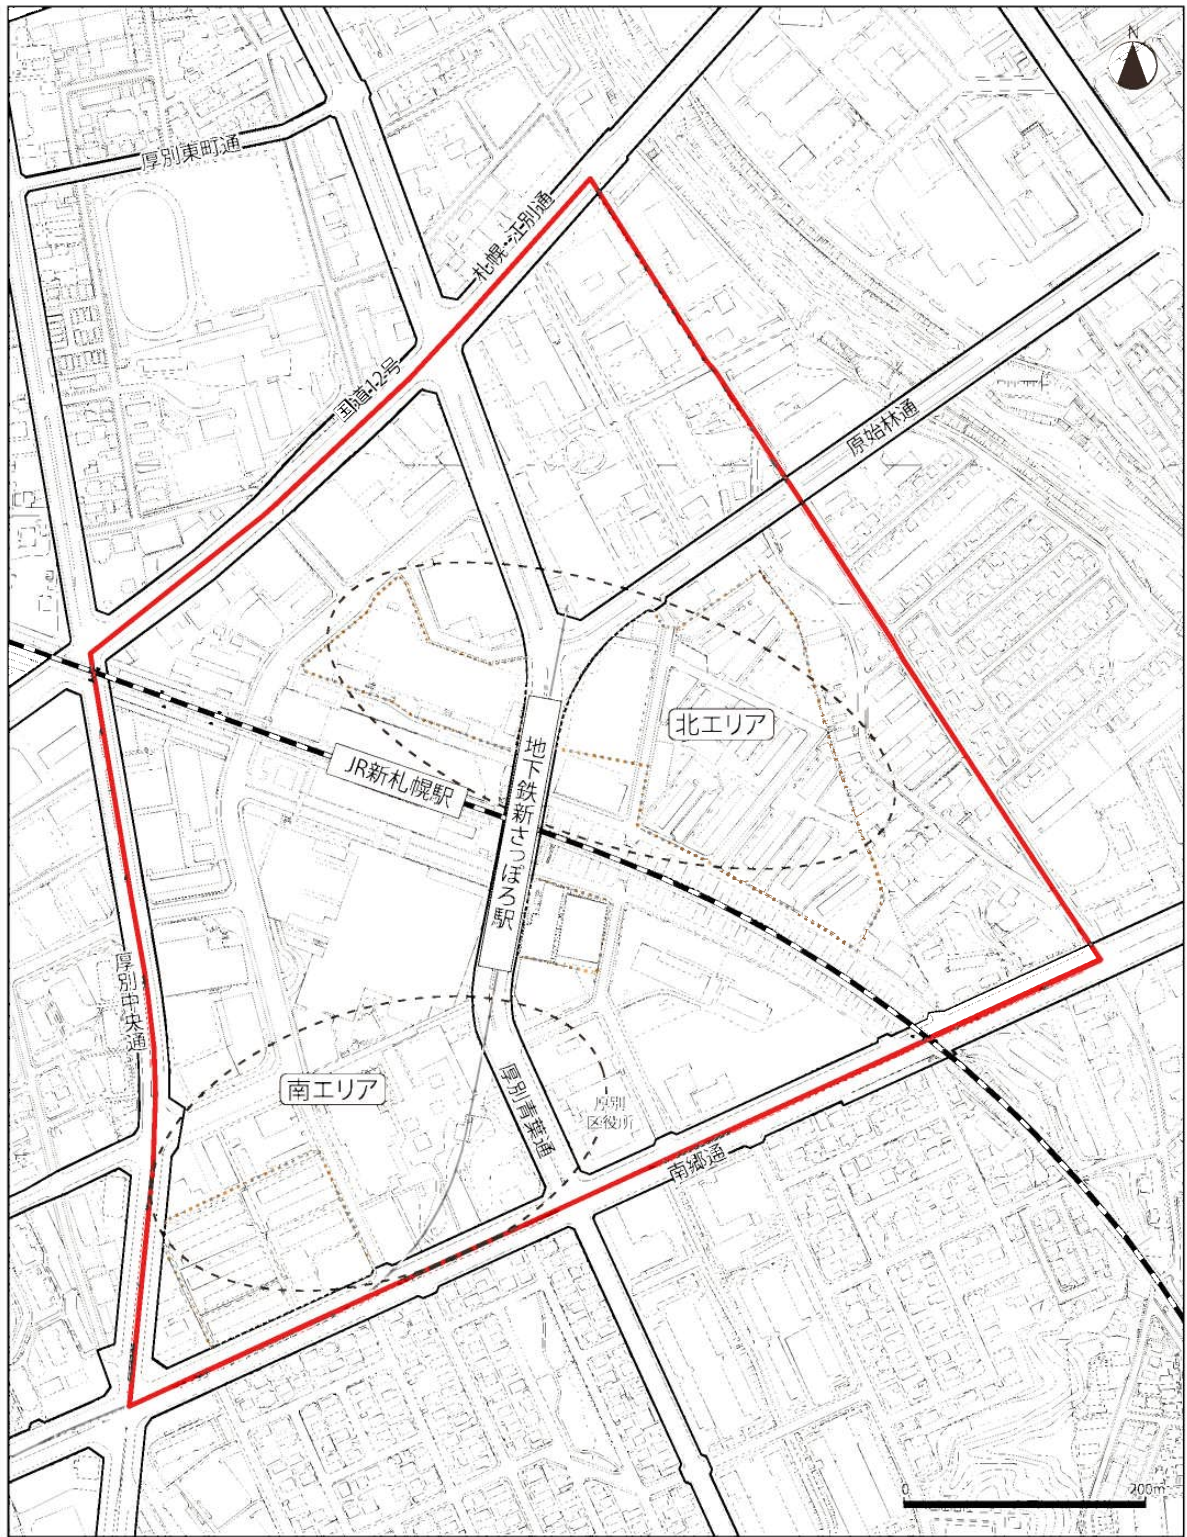 N
厚別東町通
札幌・江別通
国道12号
原始林通
北エリア
JR新札幌駅
地下鉄新さっぽろ駅
厚別中央通
南エリア
厚別青葉通
厚別
区役所
南郷通
0
200m